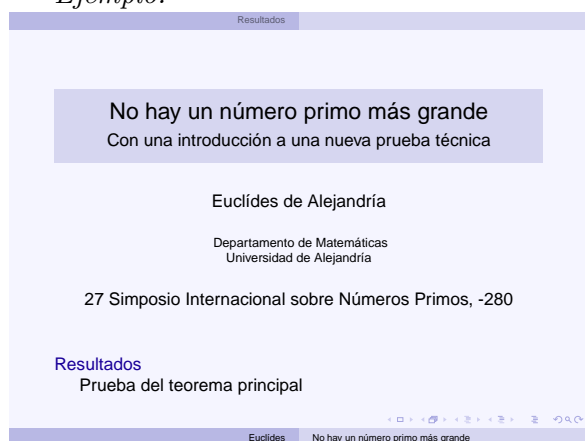 Ejemplo:
Resultados
No hay un número primo más grande
Con una introducción a una nueva prueba técnica
Euclídes de Alejandría
Departamento de Matemáticas
Universidad de Alejandría
27 Simposio Internacional sobre Números Primos, -280
Resultados
Prueba del teorema principal
Euclides No hay un número primo más grande